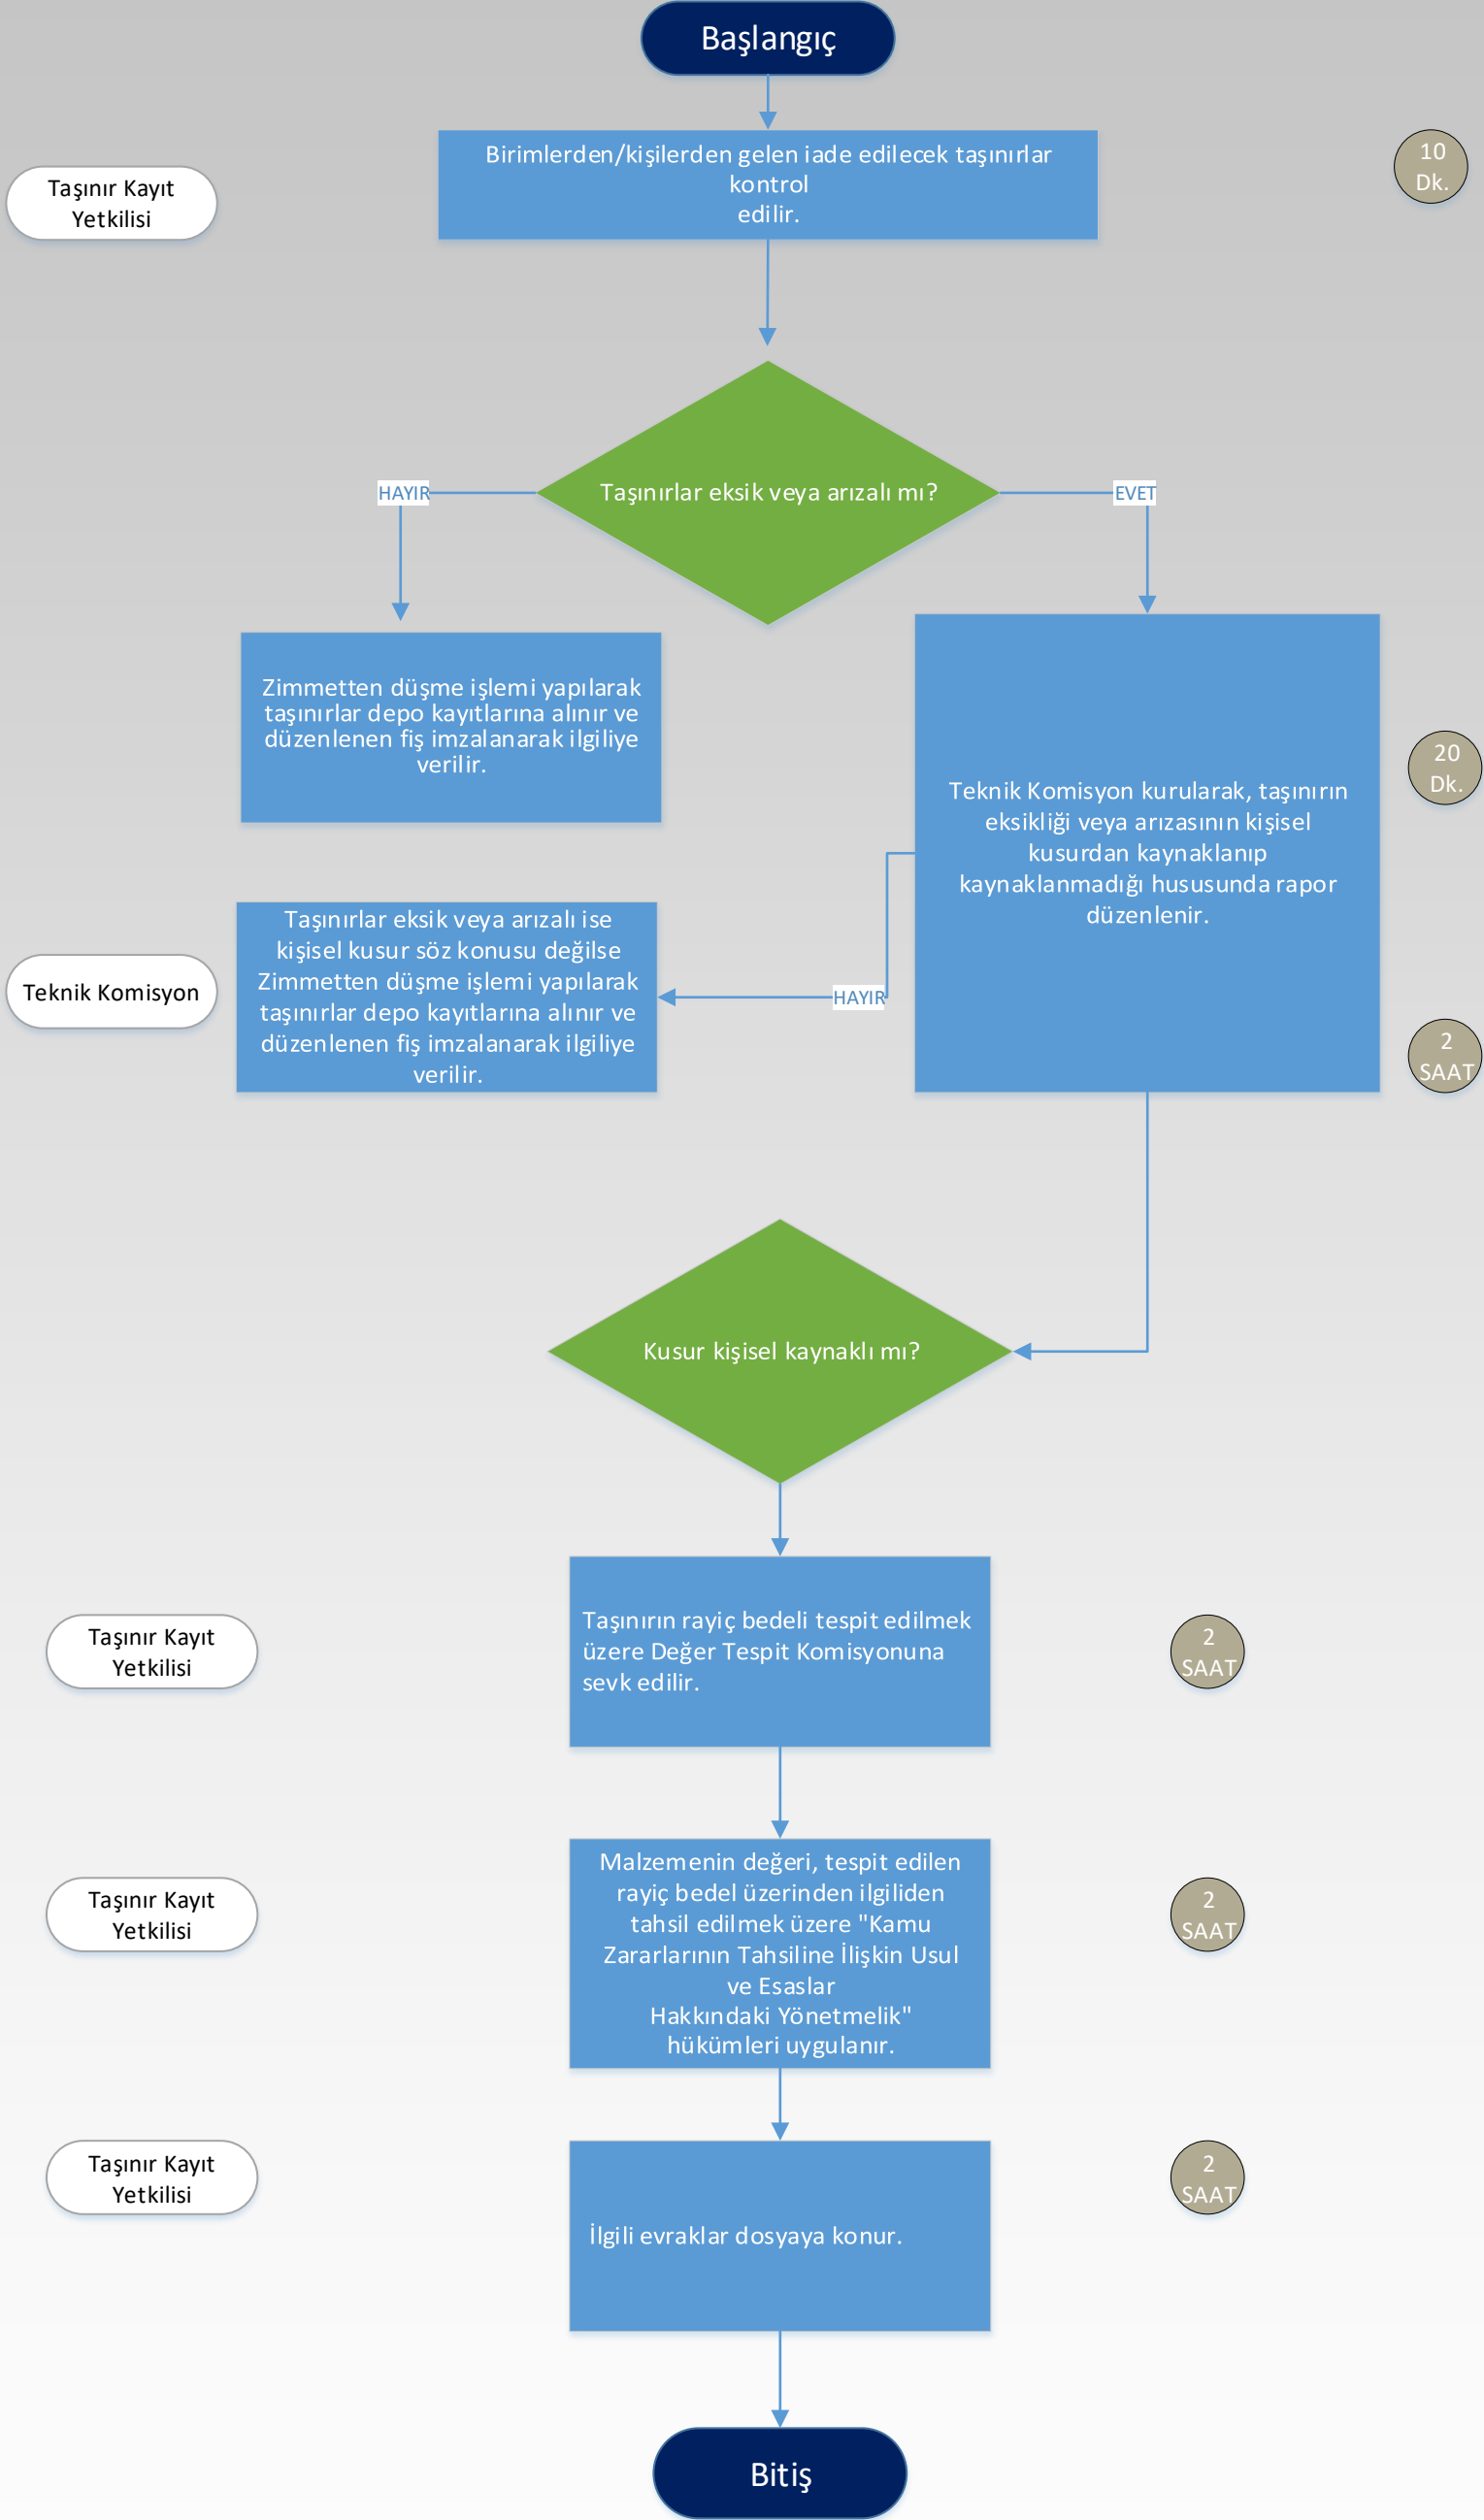 Başlangıç
Birimlerden/kişilerden gelen iade edilecek taşınırlar
kontrol
edilir.
Taşınır Kayıt
Yetkilisi
10
Dk.
Taşınırlar eksik veya arızalı mı?
HAYIR
EVET
Zimmetten düşme işlemi yapılarak
taşınırlar depo kayıtlarına alınır ve
düzenlenen fiş imzalanarak ilgiliye
verilir.
20
Dk.
Teknik Komisyon kurularak, taşınırın
eksikliği veya arızasının kişisel
kusurdan kaynaklanıp
kaynaklanmadığı hususunda rapor
düzenlenir.
Taşınırlar eksik veya arızalı ise
kişisel kusur söz konusu değilse
Zimmetten düşme işlemi yapılarak
taşınırlar depo kayıtlarına alınır ve
düzenlenen fiş imzalanarak ilgiliye
verilir.
Teknik Komisyon
HAYIR
2
SAAT
Kusur kişisel kaynaklı mı?
Taşınır Kayıt
Yetkilisi
Taşınırın rayiç bedeli tespit edilmek
üzere Değer Tespit Komisyonuna
sevk edilir.
2
SAAT
Taşınır Kayıt
Yetkilisi
Malzemenin değeri, tespit edilen
rayiç bedel üzerinden ilgiliden
tahsil edilmek üzere "Kamu
Zararlarının Tahsiline İlişkin Usul
ve Esaslar
Hakkındaki Yönetmelik"
hükümleri uygulanır.
2
SAAT
Taşınır Kayıt
Yetkilisi
İlgili evraklar dosyaya konur.
2
SAAT
Bitiş